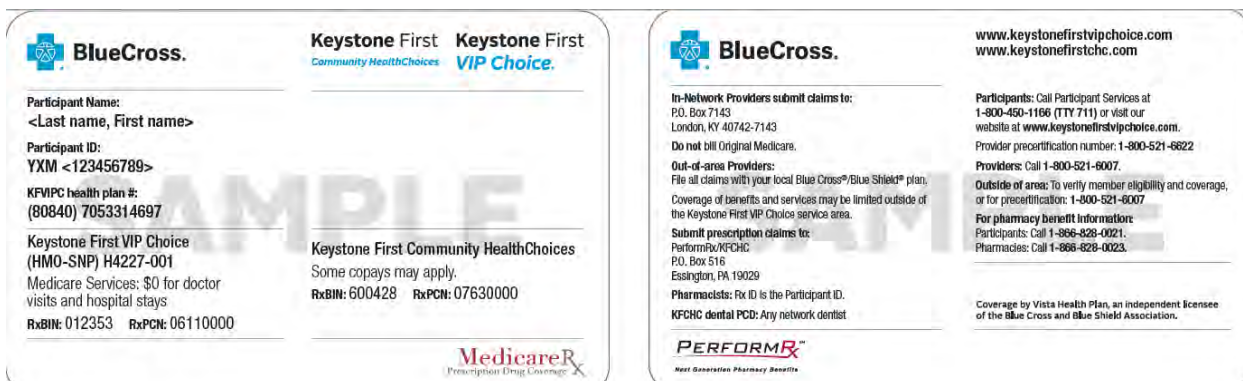 BlueCross.
Keystone First
Community HealthChoices
Keystone First
VIP Choice.
Participant Name:
<Last name, First name>
Participant ID:
YXM <123456789>
KFVIPC health plan #:
(80840) 7053314697
Keystone First VIP Choice
(HMO-SNP) H4227-001
Medicare Services: $0 for doctor
visits and hospital stays
RxBIN: 012353 RxPCN: 06110000
Keystone First Community HealthChoices
Some copays may apply.
RxBIN: 600428 RxPCN: 07630000
MedicareRx
Prescription Drug Coverage
SAMPLE
BlueCross.
In-Network Providers submit claims to:
P.O. Box 7143
London, KY 40742-7143
Do not bill Original Medicare.
Out-of-area Providers:
File all claims with your local Blue Cross®/Blue Shield® plan.
Coverage of benefits and services may be limited outside of
the Keystone First VIP Choice service area.
Submit prescription claims to:
PerformRx/KFCHC
P.O. Box 516
Essington, PA 19029
Pharmacists: Rx ID is the Participant ID.
KFCHC dental PCD: Any network dentist
PERFORMRx℠
Next Generation Pharmacy Benefits
www.keystonefirstvipchoice.com
www.keystonefirstchc.com
Participants: Call Participant Services at
1-800-450-1166 (TTY 711) or visit our
website at www.keystonefirstvipchoice.com.
Provider precertification number: 1-800-521-6622
Providers: Call 1-800-521-6007.
Outside of area: To verify member eligibility and coverage,
or for precertification: 1-800-521-6007
For pharmacy benefit information:
Participants: Call 1-866-828-0021.
Pharmacies: Call 1-866-828-0023.
Coverage by Vista Health Plan, an independent licensee
of the Blue Cross and Blue Shield Association.
SAMPLE